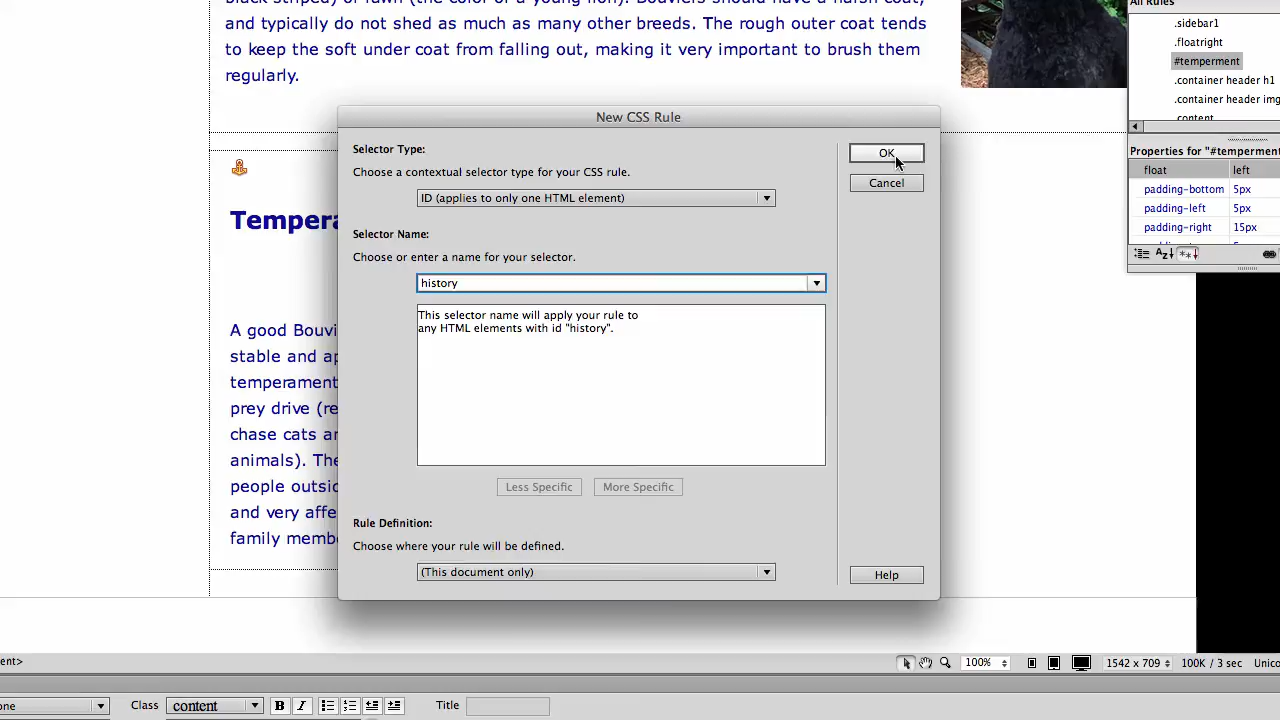 black striped) or fawn (the color of a young lion). Bouviers should have a harsh coat,
and typically do not shed as much as many other breeds. The rough outer coat tends
to keep the soft under coat from falling out, making it very important to brush them
regularly.
All Rules
.sidebar1
.floatright
#temperment
.container header h1
.container header img
.content
Properties for "#temperment
float left
padding-bottom 5px
padding-left 5px
padding-right 15px
New CSS Rule
Selector Type:
Choose a contextual selector type for your CSS rule.
ID (applies to only one HTML element)
Selector Name:
Choose or enter a name for your selector.
history
This selector name will apply your rule to
any HTML elements with id "history".
Less Specific
More Specific
Rule Definition:
Choose where your rule will be defined.
(This document only)
OK
Cancel
Help
Tempera
A good Bouvi
stable and ap
temperament
prey drive (re
chase cats an
animals). The
people outsid
and very affe
family memb
ent>
100%
1542 x 709
100K / 3 sec
Unico
one
Class
content
B
I
Title